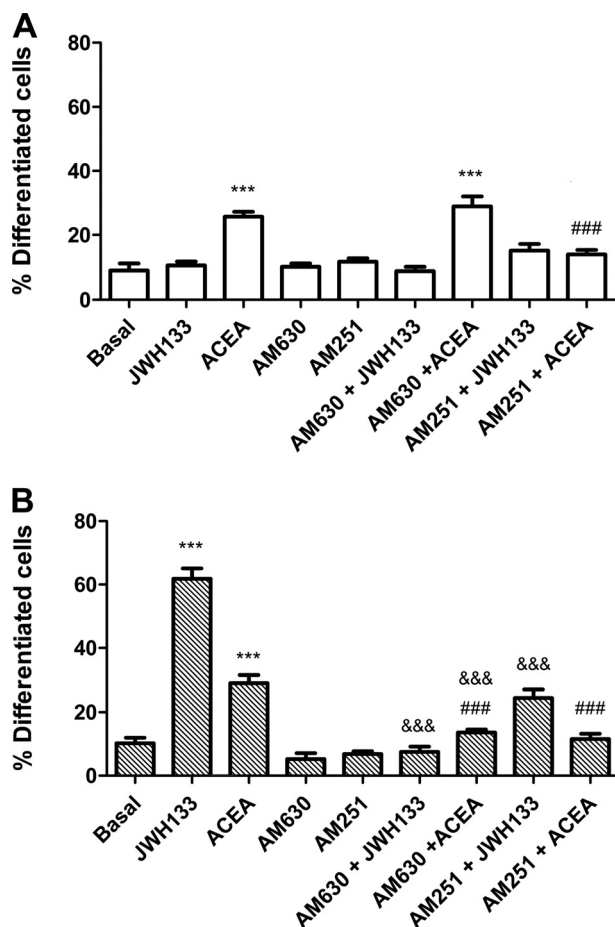 A
80
60
40
20
0
% Differentiated cells
***
***
###
Basal
JWH133
ACEA
AM630
AM251
AM630 + JWH133
AM630 +ACEA
AM251 + JWH133
AM251 + ACEA
B
80
60
40
20
0
% Differentiated cells
***
***
&&&
&&&
###
&&&
###
Basal
JWH133
ACEA
AM630
AM251
AM630 + JWH133
AM630 +ACEA
AM251 + JWH133
AM251 + ACEA